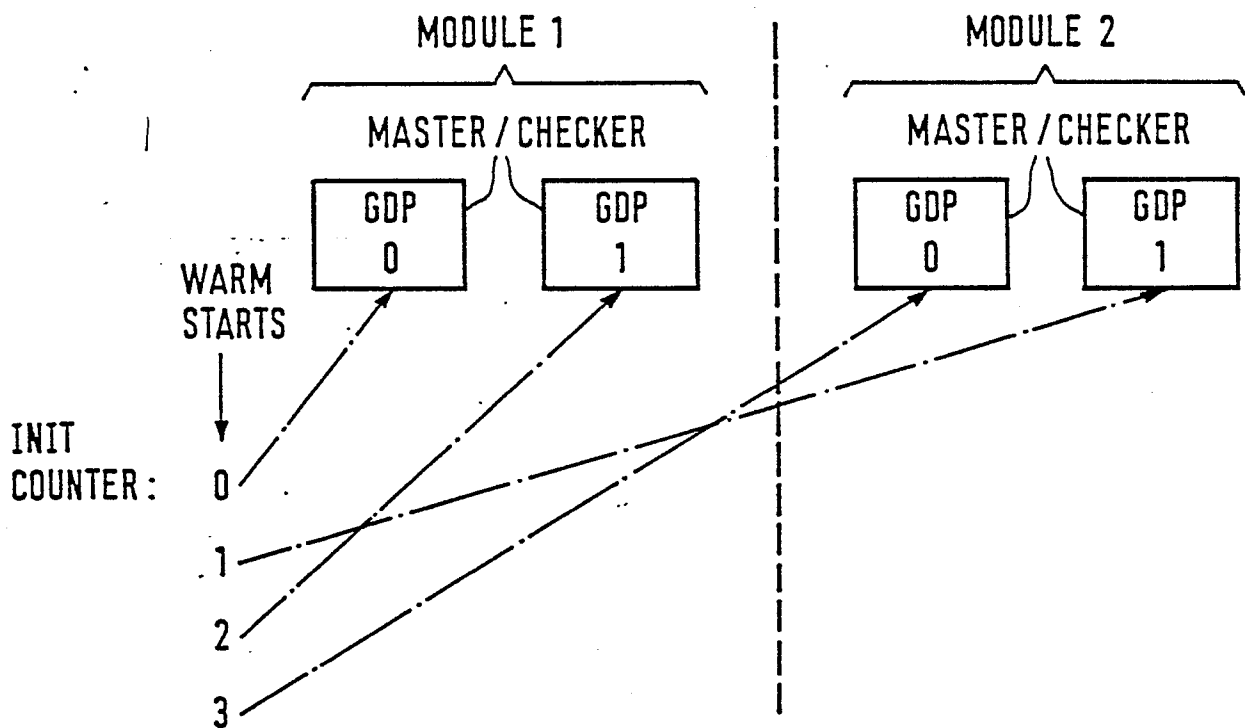 MODULE 1
MODULE 2
MASTER / CHECKER
MASTER / CHECKER
GDP
0
GDP
1
GDP
0
GDP
1
WARM
STARTS
INIT
COUNTER: 0
1
2
3